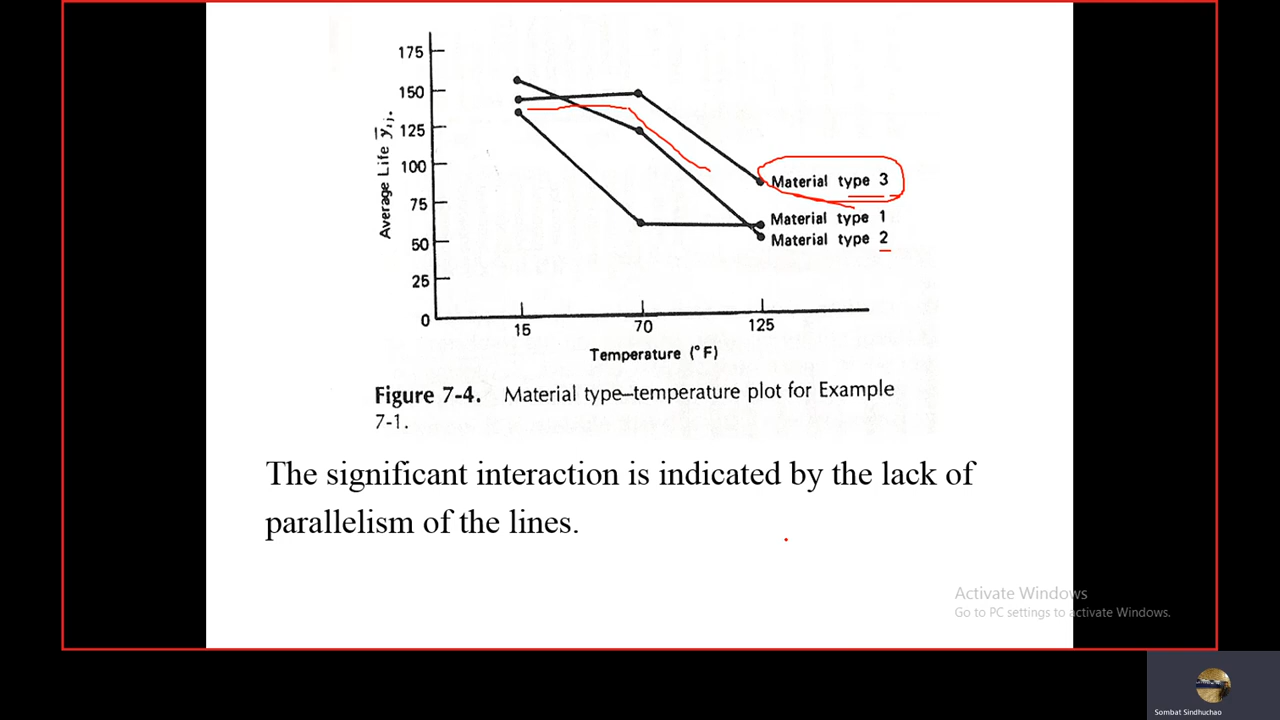 175
150
125
100
75
50
25
0
Average Life ȳij.
15 70 125
Temperature (°F)
Material type 3
Material type 1
Material type 2
Figure 7-4. Material type–temperature plot for Example
7-1.
The significant interaction is indicated by the lack of
parallelism of the lines.
Activate Windows
Go to PC settings to activate Windows.
Sombat Sindhuchao